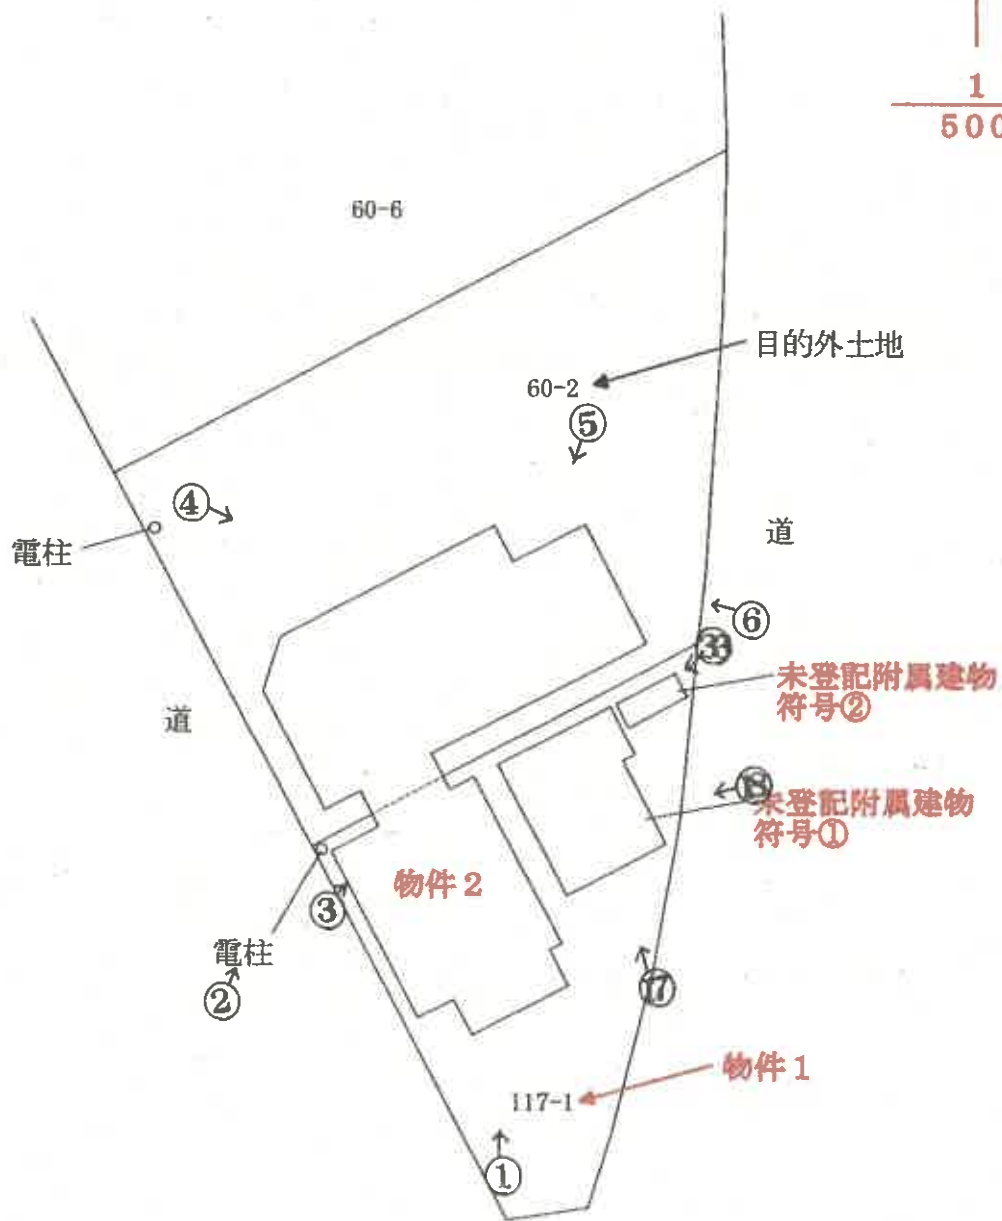 1
500
60-6
目的外土地
60-2
⑤
④
電柱
道
⑥
㉝
未登記附属建物
符号②
道
⑱
未登記附属建物
符号①
物件2
③
電柱
②
⑰
物件1
117-1
①